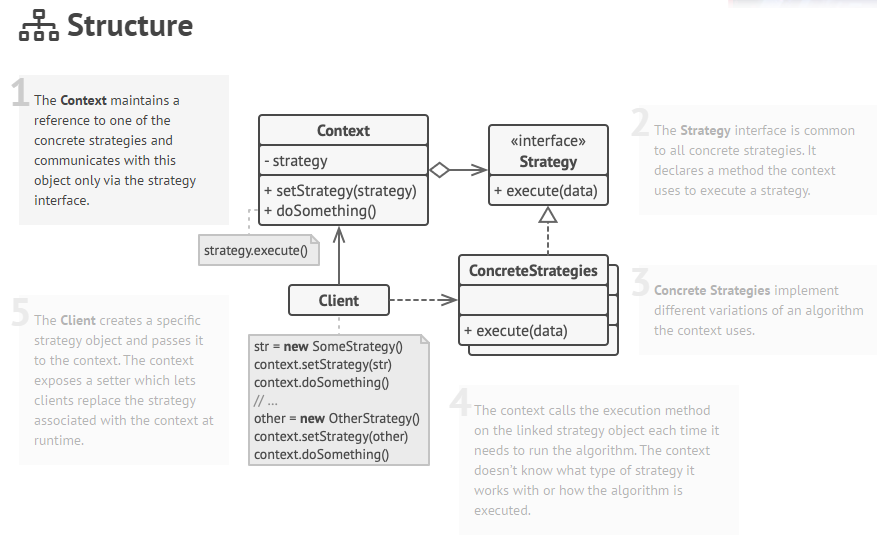 Structure
1
The Context maintains a
reference to one of the
concrete strategies and
communicates with this
object only via the strategy
interface.
Context
- strategy
+ setStrategy(strategy)
+ doSomething()
«interface»
Strategy
+ execute(data)
2
The Strategy interface is common
to all concrete strategies. It
declares a method the context
uses to execute a strategy.
strategy.execute()
Client
ConcreteStrategies
+ execute(data)
3
Concrete Strategies implement
different variations of an algorithm
the context uses.
5
The Client creates a specific
strategy object and passes it
to the context. The context
exposes a setter which lets
clients replace the strategy
associated with the context at
runtime.
str = new SomeStrategy()
context.setStrategy(str)
context.doSomething()
// ...
other = new OtherStrategy()
context.setStrategy(other)
context.doSomething()
4
The context calls the execution method
on the linked strategy object each time it
needs to run the algorithm. The context
doesn't know what type of strategy it
works with or how the algorithm is
executed.